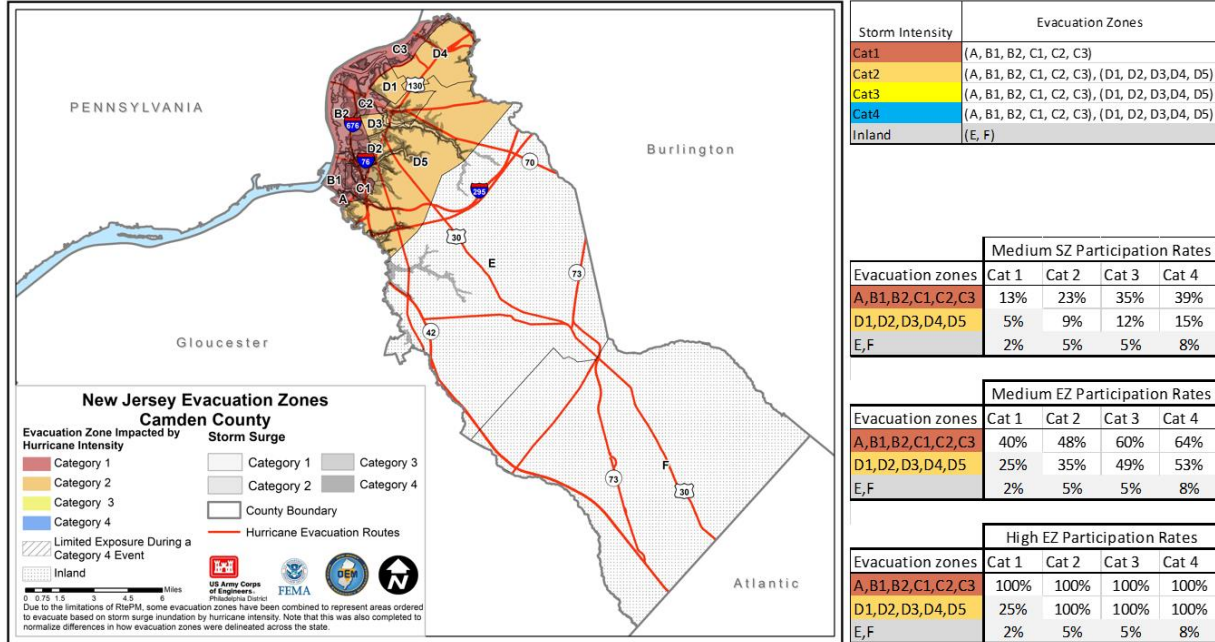 PENNSYLVANIA
Burlington
Gloucester
Atlantic
C3
D4
D1
130
C2
B2
D3
676
D2
76
D5
70
B1
C1
295
A
30
E
73
42
F
73
30
New Jersey Evacuation Zones
Camden County
Evacuation Zone Impacted by
Hurricane Intensity
Category 1
Category 2
Category 3
Category 4
Limited Exposure During a
Category 4 Event
Inland
Storm Surge
Category 1
Category 2
Category 3
Category 4
County Boundary
Hurricane Evacuation Routes
US Army Corps
of Engineers.
Philadelphia District
FEMA
OEM
N
0 0.75 1.5 3 4.5 6
Miles
Due to the limitations of RtePM, some evacuation zones have been combined to represent areas ordered
to evacuate based on storm surge inundation by hurricane intensity. Note that this was also completed to
normalize differences in how evacuation zones were delineated across the state.
Storm Intensity Evacuation Zones
Cat1 (A, B1, B2, C1, C2, C3)
Cat2 (A, B1, B2, C1, C2, C3), (D1, D2, D3,D4, D5)
Cat3 (A, B1, B2, C1, C2, C3), (D1, D2, D3,D4, D5)
Cat4 (A, B1, B2, C1, C2, C3), (D1, D2, D3,D4, D5)
Inland (E, F)
Medium SZ Participation Rates
Evacuation zones Cat 1 Cat 2 Cat 3 Cat 4
A,B1,B2,C1,C2,C3 13% 23% 35% 39%
D1,D2,D3,D4,D5 5% 9% 12% 15%
E,F 2% 5% 5% 8%
Medium EZ Participation Rates
Evacuation zones Cat 1 Cat 2 Cat 3 Cat 4
A,B1,B2,C1,C2,C3 40% 48% 60% 64%
D1,D2,D3,D4,D5 25% 35% 49% 53%
E,F 2% 5% 5% 8%
High EZ Participation Rates
Evacuation zones Cat 1 Cat 2 Cat 3 Cat 4
A,B1,B2,C1,C2,C3 100% 100% 100% 100%
D1,D2,D3,D4,D5 25% 100% 100% 100%
E,F 2% 5% 5% 8%